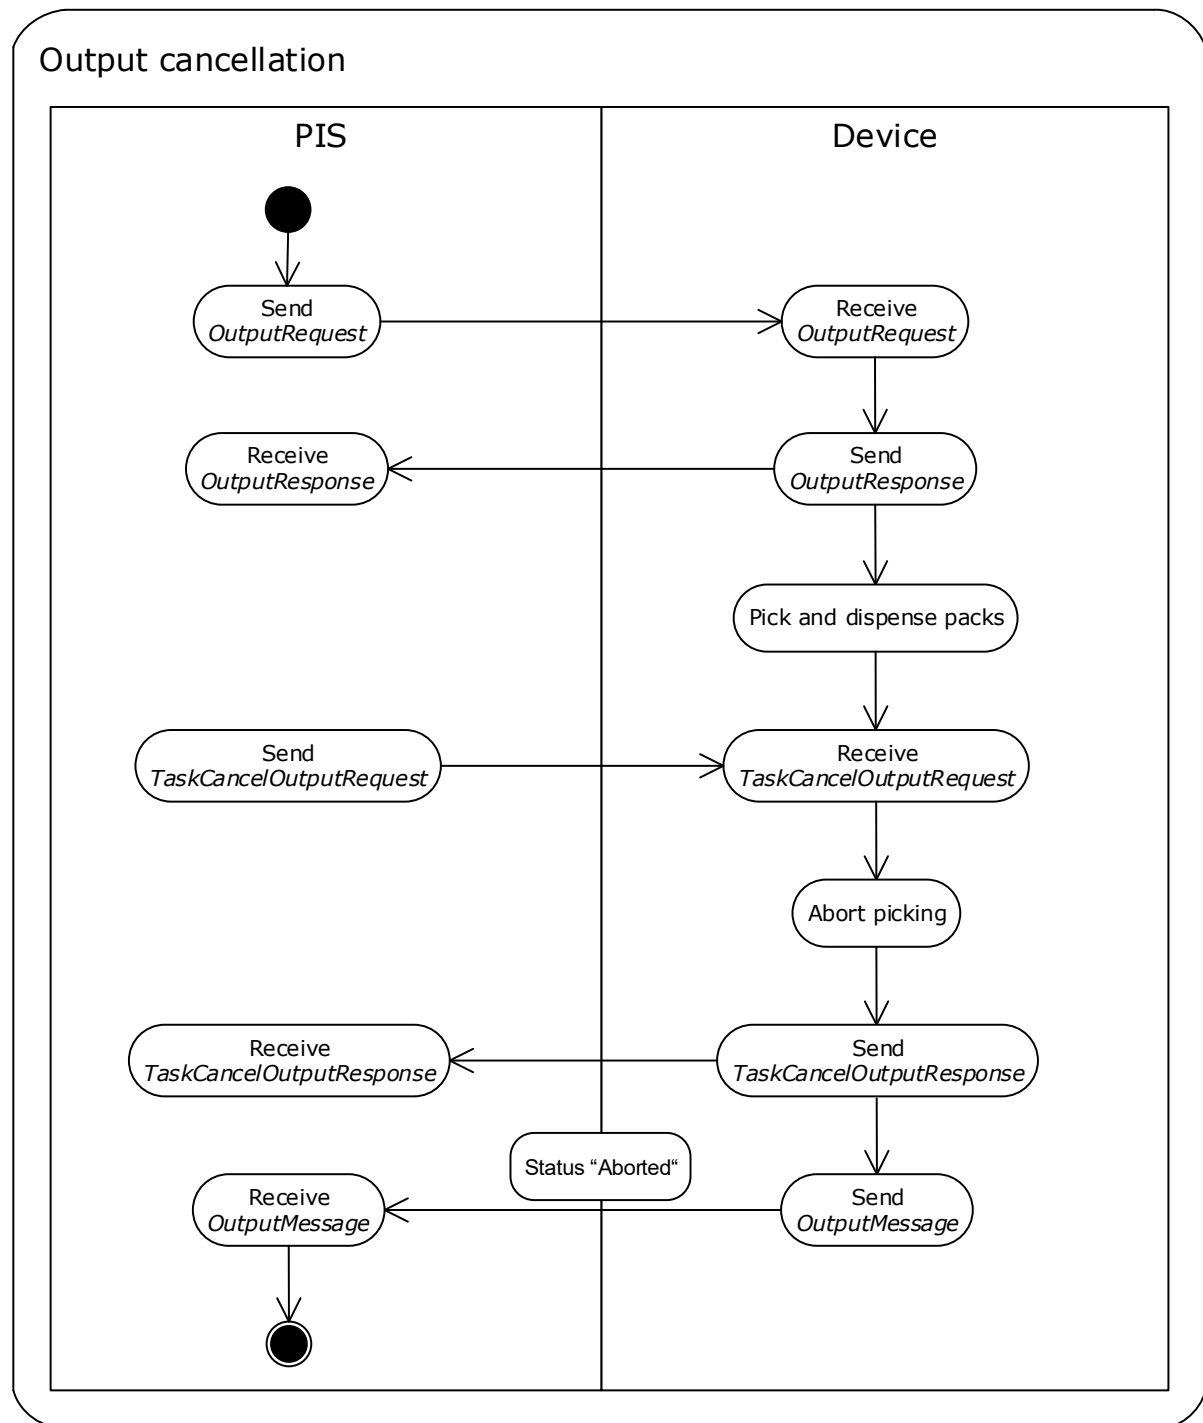 Output cancellation
PIS
Device
Send
OutputRequest
Receive
OutputRequest
Receive
OutputResponse
Send
OutputResponse
Pick and dispense packs
Send
TaskCancelOutputRequest
Receive
TaskCancelOutputRequest
Abort picking
Receive
TaskCancelOutputResponse
Send
TaskCancelOutputResponse
Status “Aborted“
Receive
OutputMessage
Send
OutputMessage